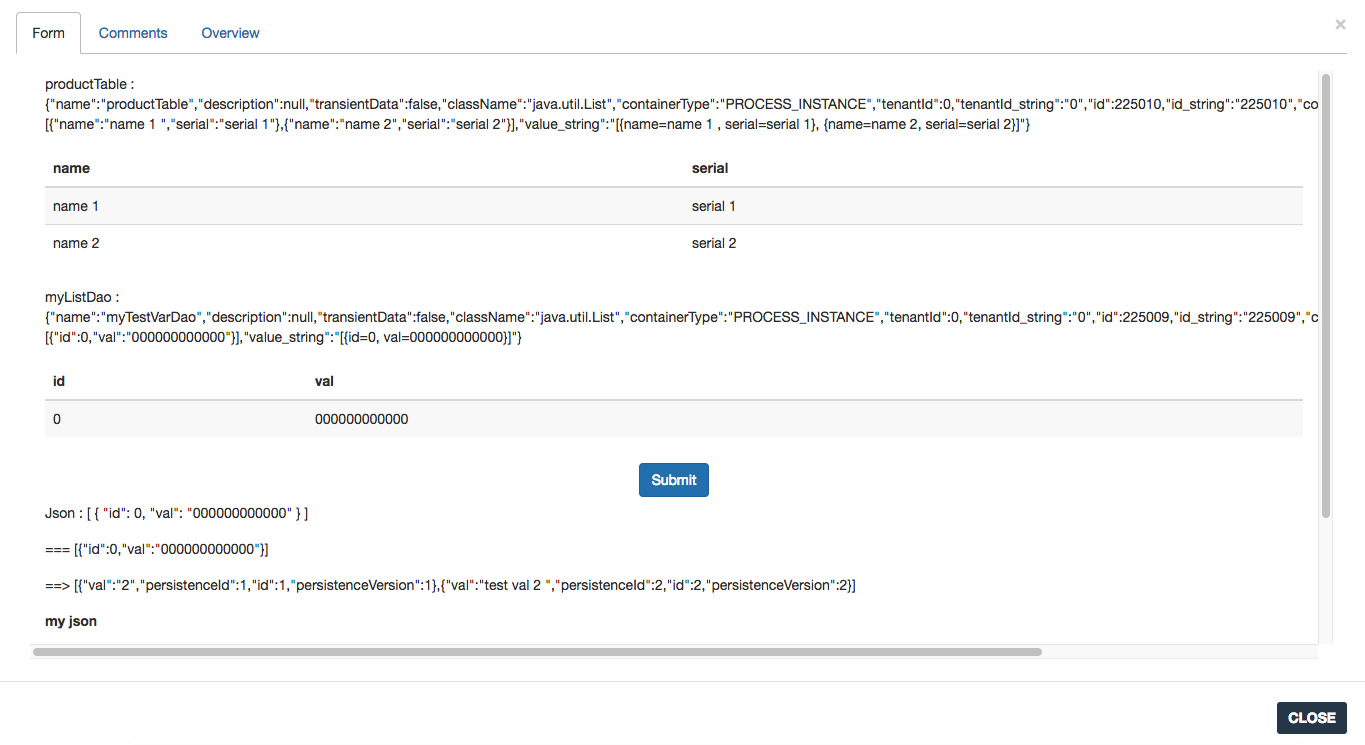 Form Comments Overview ×
productTable :
{"name":"productTable","description":null,"transientData":false,"className":"java.util.List","containerType":"PROCESS_INSTANCE","tenantId":0,"tenantId_string":"0","id":225010,"id_string":"225010","co
[{"name":"name 1 ","serial":"serial 1"},{"name":"name 2","serial":"serial 2"}],"value_string":"[{name=name 1 , serial=serial 1}, {name=name 2, serial=serial 2}]"}
name serial
name 1 serial 1
name 2 serial 2
myListDao :
{"name":"myTestVarDao","description":null,"transientData":false,"className":"java.util.List","containerType":"PROCESS_INSTANCE","tenantId":0,"tenantId_string":"0","id":225009,"id_string":"225009","c
[{"id":0,"val":"000000000000"}],"value_string":"[{id=0, val=000000000000}]"}
id val
0 000000000000
Submit
Json : [ { "id": 0, "val": "000000000000" } ]
=== [{"id":0,"val":"000000000000"}]
==> [{"val":"2","persistenceId":1,"id":1,"persistenceVersion":1},{"val":"test val 2 ","persistenceId":2,"id":2,"persistenceVersion":2}]
my json
CLOSE